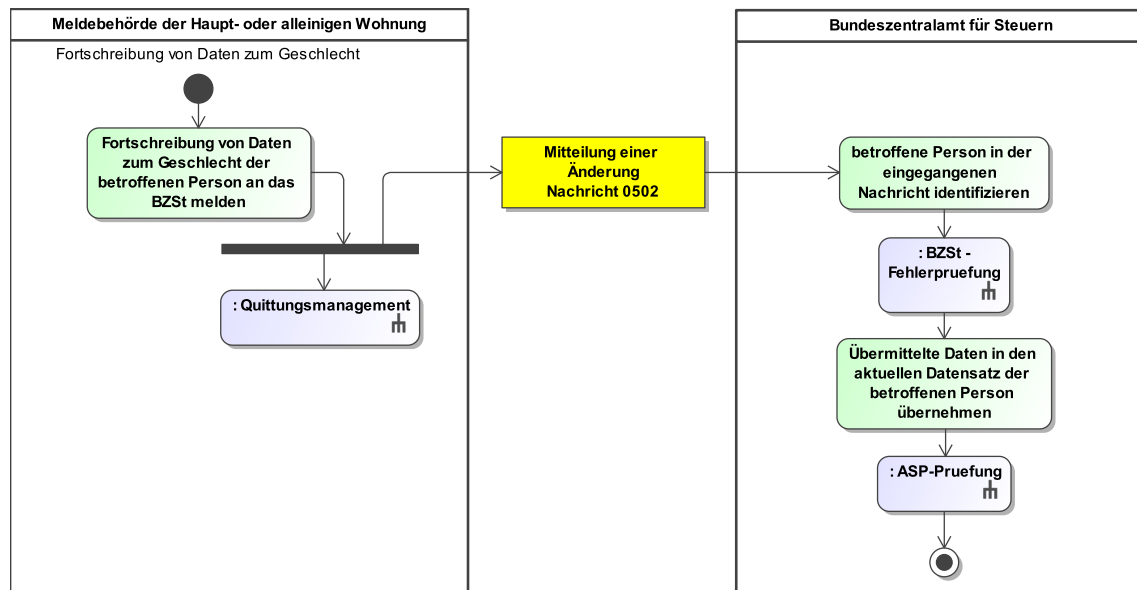 Meldebehörde der Haupt- oder alleinigen Wohnung
Fortschreibung von Daten zum Geschlecht
Fortschreibung von Daten
zum Geschlecht der
betroffenen Person an das
BZSt melden
: Quittungsmanagement
Mitteilung einer
Änderung
Nachricht 0502
Bundeszentralamt für Steuern
betroffene Person in der
eingegangenen
Nachricht identifizieren
: BZSt -
Fehlerpruefung
Übermittelte Daten in den
aktuellen Datensatz der
betroffenen Person
übernehmen
: ASP-Pruefung